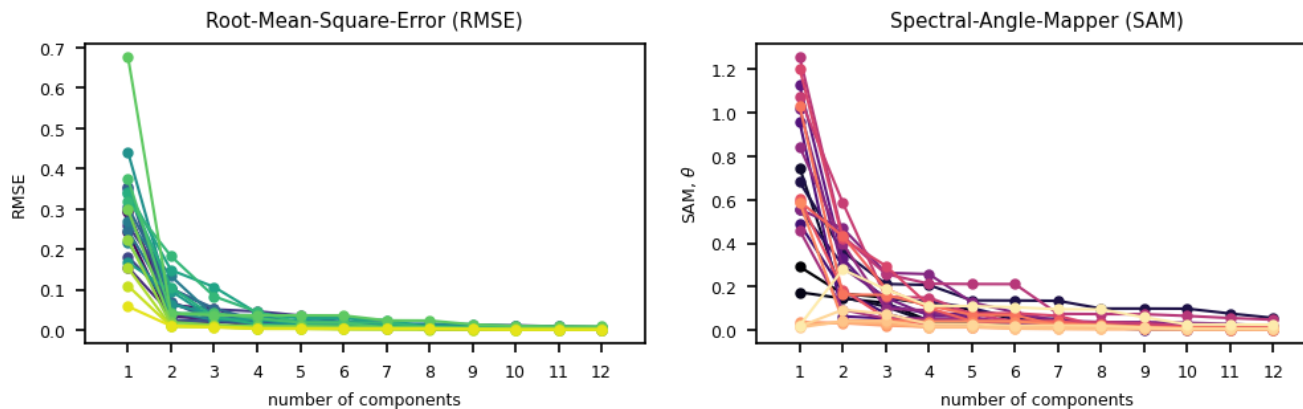 Root-Mean-Square-Error (RMSE)
0.7
0.6
0.5
0.4
0.3
0.2
0.1
0.0
RMSE
1 2 3 4 5 6 7 8 9 10 11 12
number of components
Spectral-Angle-Mapper (SAM)
1.2
1.0
0.8
0.6
0.4
0.2
0.0
SAM, θ
1 2 3 4 5 6 7 8 9 10 11 12
number of components